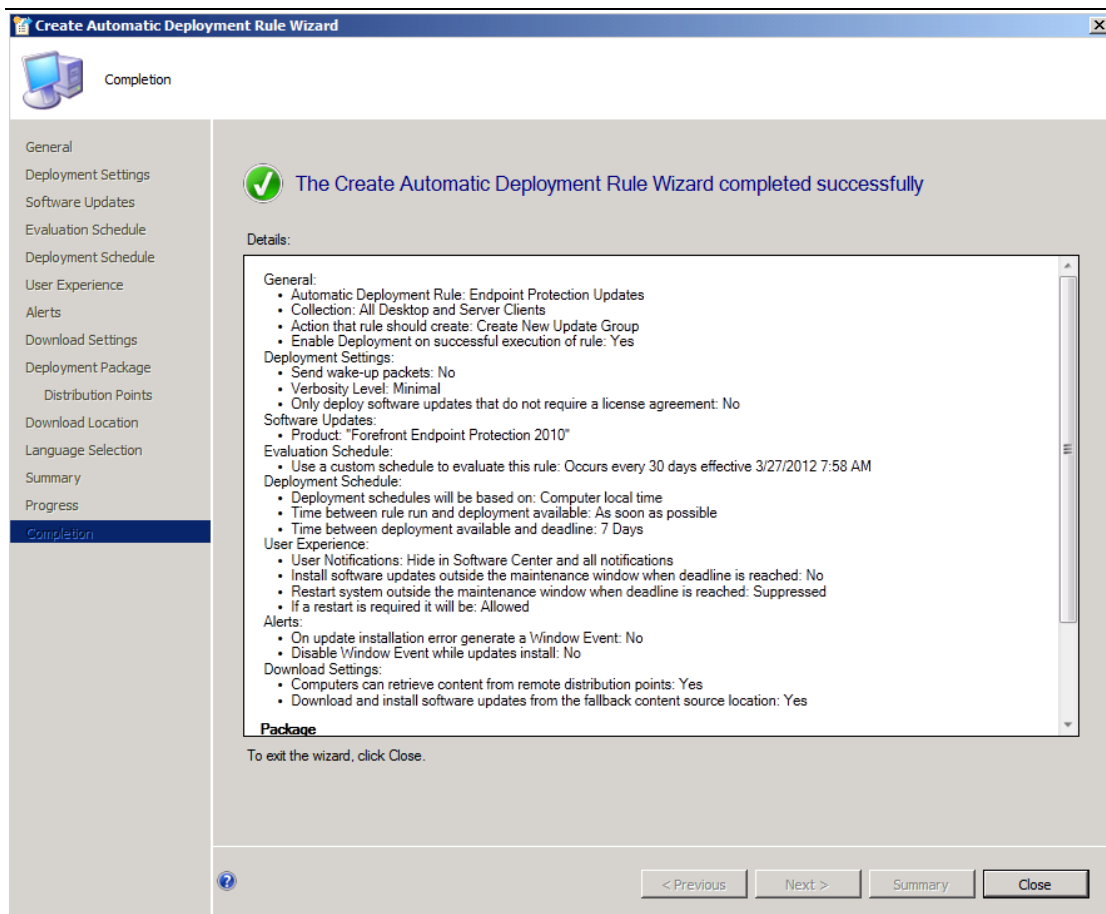 Create Automatic Deployment Rule Wizard
Completion
General
Deployment Settings
Software Updates
Evaluation Schedule
Deployment Schedule
User Experience
Alerts
Download Settings
Deployment Package
Distribution Points
Download Location
Language Selection
Summary
Progress
Completion
The Create Automatic Deployment Rule Wizard completed successfully
Details:
General:
• Automatic Deployment Rule: Endpoint Protection Updates
• Collection: All Desktop and Server Clients
• Action that rule should create: Create New Update Group
• Enable Deployment on successful execution of rule: Yes
Deployment Settings:
• Send wake-up packets: No
• Verbosity Level: Minimal
• Only deploy software updates that do not require a license agreement: No
Software Updates:
• Product: "Forefront Endpoint Protection 2010"
Evaluation Schedule:
• Use a custom schedule to evaluate this rule: Occurs every 30 days effective 3/27/2012 7:58 AM
Deployment Schedule:
• Deployment schedules will be based on: Computer local time
• Time between rule run and deployment available: As soon as possible
• Time between deployment available and deadline: 7 Days
User Experience:
• User Notifications: Hide in Software Center and all notifications
• Install software updates outside the maintenance window when deadline is reached: No
• Restart system outside the maintenance window when deadline is reached: Suppressed
• If a restart is required it will be: Allowed
Alerts:
• On update installation error generate a Window Event: No
• Disable Window Event while updates install: No
Download Settings:
• Computers can retrieve content from remote distribution points: Yes
• Download and install software updates from the fallback content source location: Yes
Package
To exit the wizard, click Close.
< Previous
Next >
Summary
Close